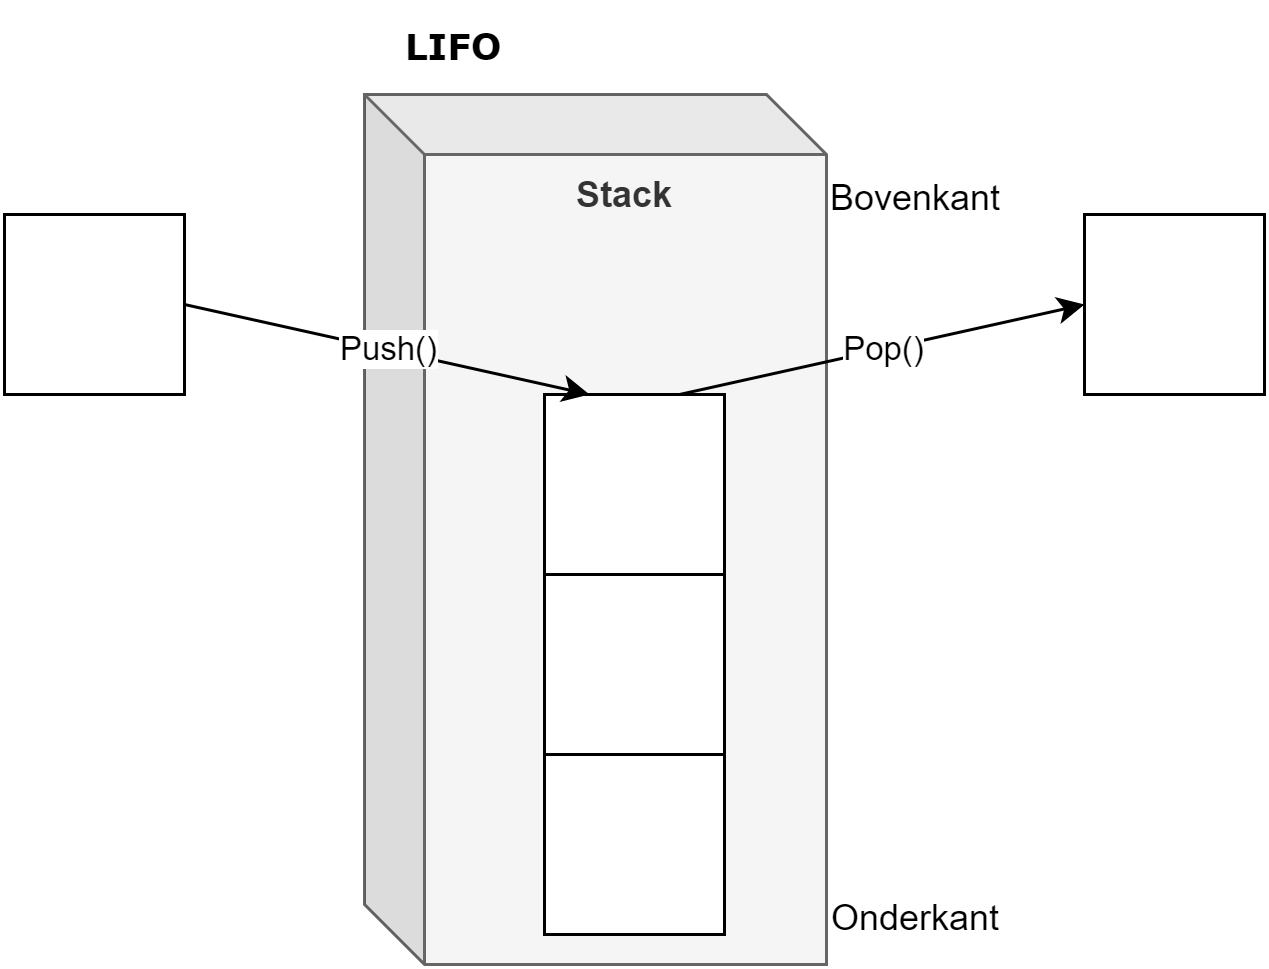 LIFO
Stack
Bovenkant
Push()
Pop()
Onderkant